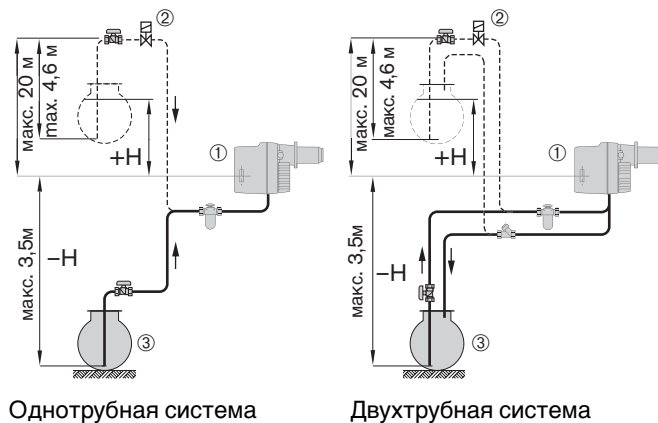 ②
макс. 20 м
max. 4,6 м
+H
①
макс. 3,5м
–H
③
Однотрубная система
②
макс. 20 м
макс. 4,6 м
+H
①
макс. 3,5м
–H
③
Двухтрубная система